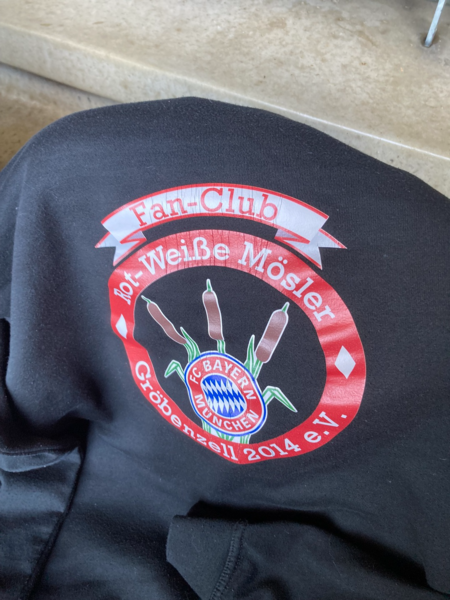 Fan-Club
Rot-Weiße Mösler
FC BAYERN
MÜNCHEN
Gröbenzell 2014 e.V.